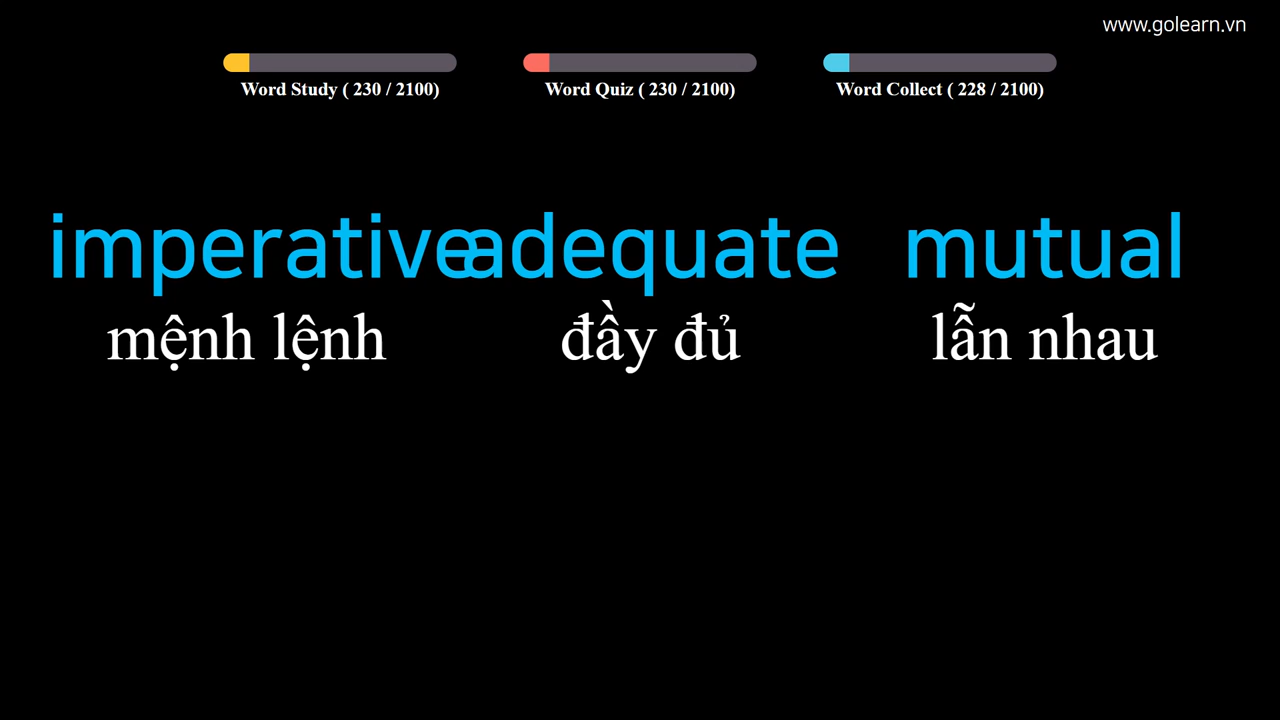 www.golearn.vn
Word Study ( 230 / 2100) Word Quiz ( 230 / 2100) Word Collect ( 228 / 2100)
imperative adequate mutual
mệnh lệnh đầy đủ lẫn nhau